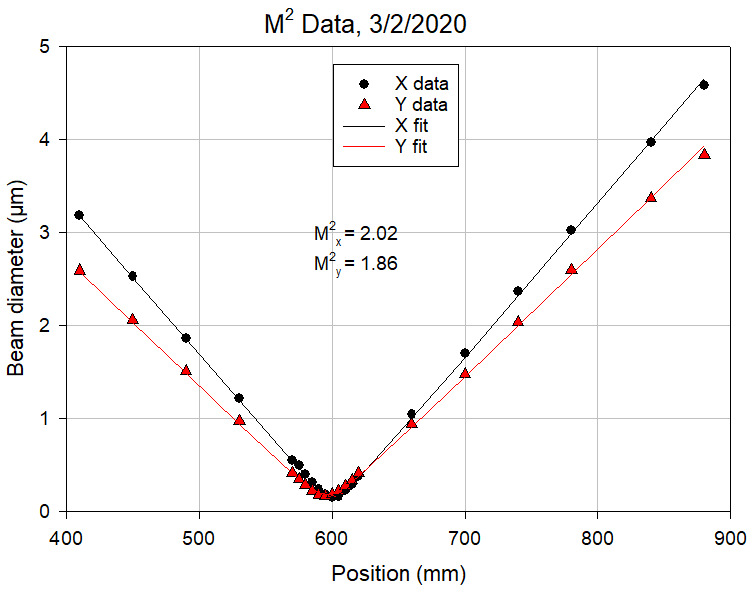 M² Data, 3/2/2020
5
4
3
2
1
0
400
500
600
700
800
900
Beam diameter (µm)
Position (mm)
X data
Y data
X fit
Y fit
M²ₓ = 2.02
M²y = 1.86